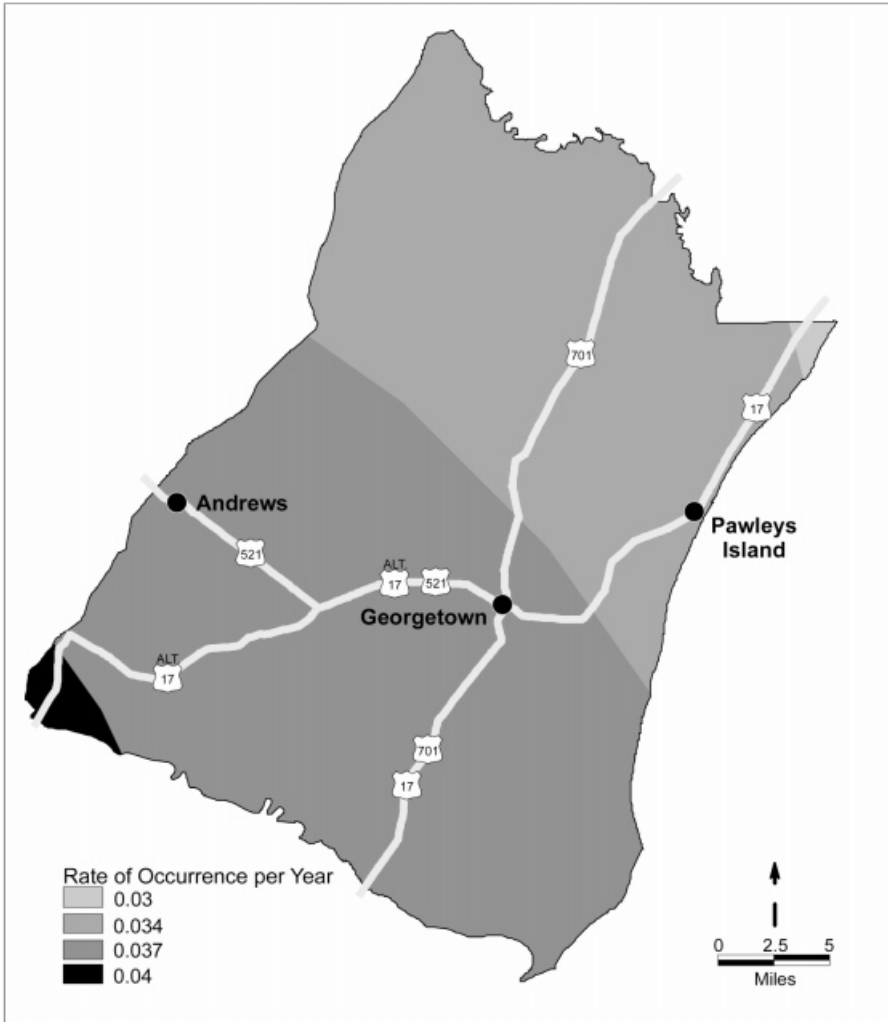 701
17
Andrews
Pawleys
Island
521
ALT
17
521
Georgetown
ALT
17
701
17
Rate of Occurrence per Year
0.03
0.034
0.037
0.04
0 2.5 5
Miles